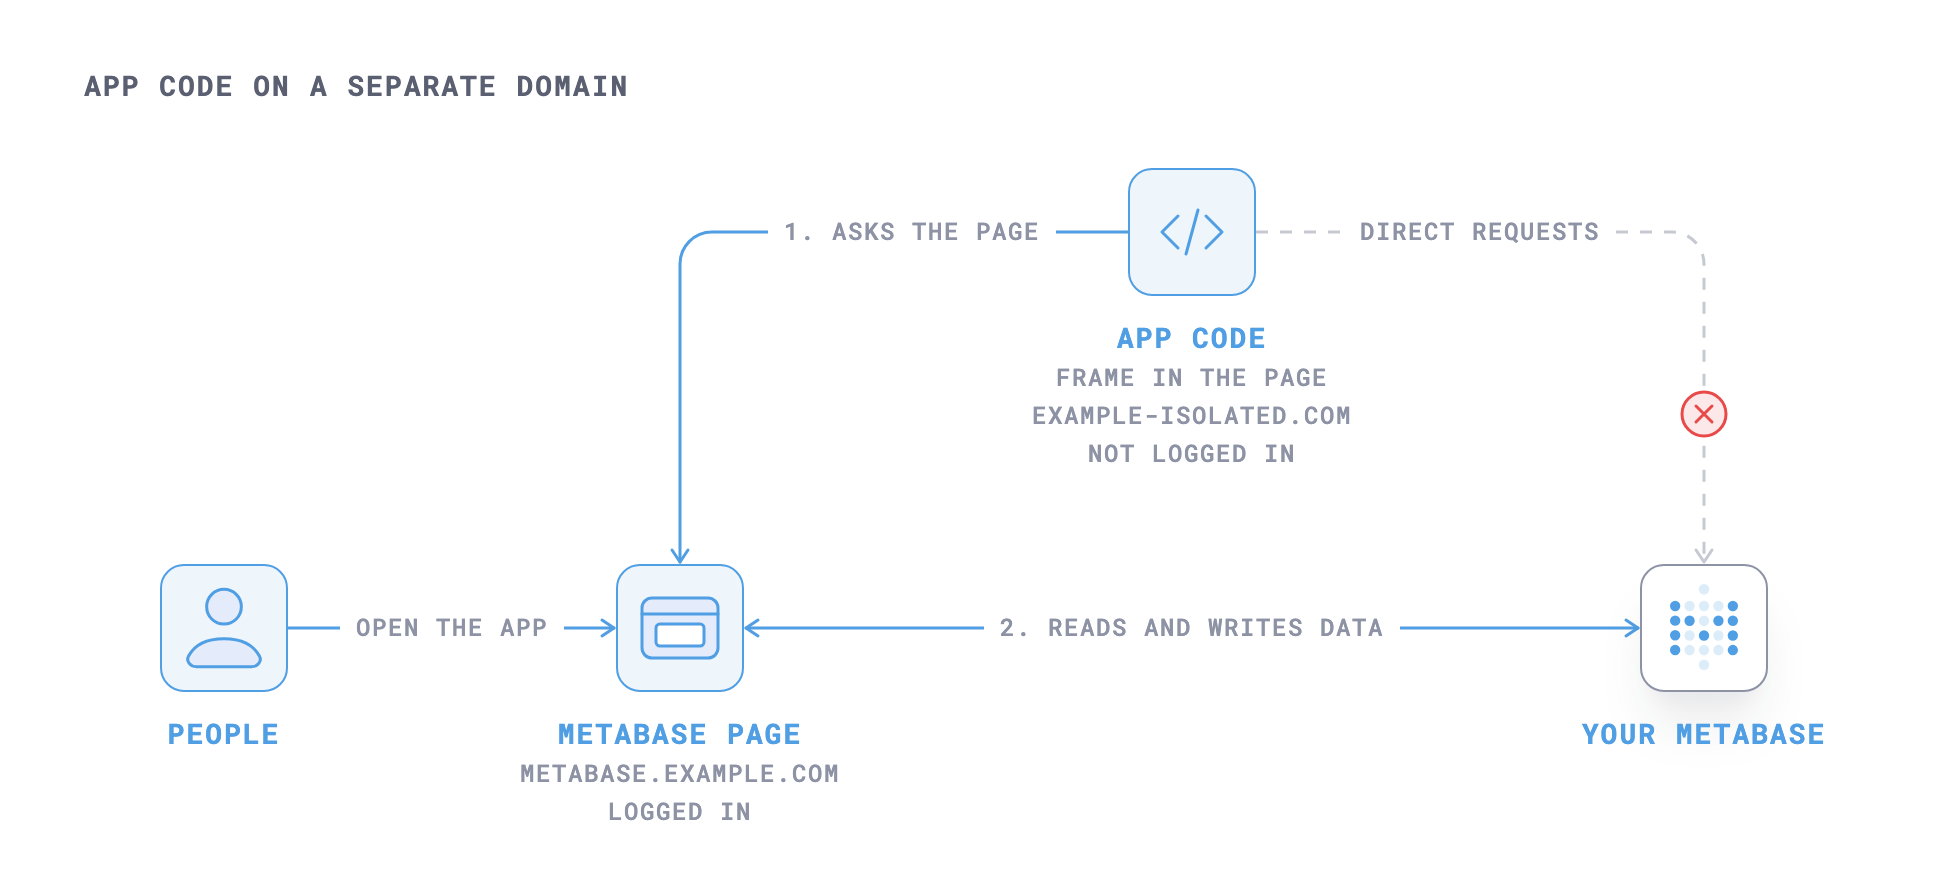 APP CODE ON A SEPARATE DOMAIN
1. ASKS THE PAGE
DIRECT REQUESTS
APP CODE
FRAME IN THE PAGE
EXAMPLE-ISOLATED.COM
NOT LOGGED IN
OPEN THE APP
2. READS AND WRITES DATA
PEOPLE
METABASE PAGE
METABASE.EXAMPLE.COM
LOGGED IN
YOUR METABASE